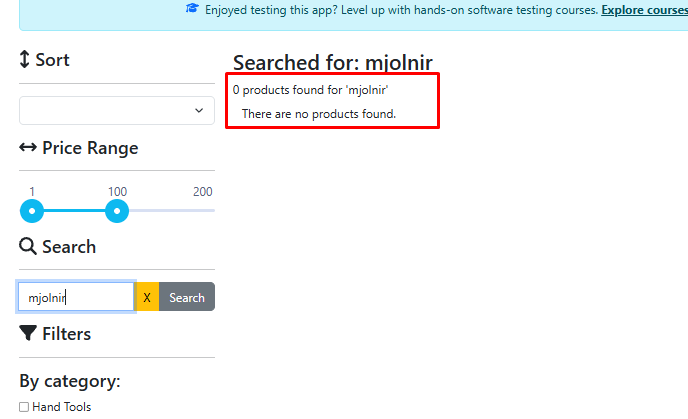 Enjoyed testing this app? Level up with hands-on software testing courses. Explore courses
Sort
Price Range
1 100 200
Search
mjolnir X Search
Filters
By category:
Hand Tools
Searched for: mjolnir
0 products found for 'mjolnir'
There are no products found.